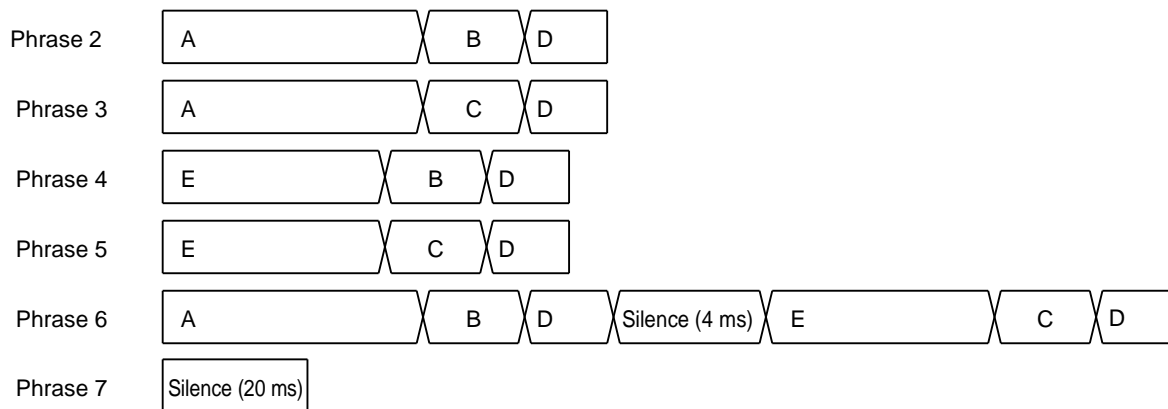 Phrase 2 A B D
Phrase 3 A C D
Phrase 4 E B D
Phrase 5 E C D
Phrase 6 A B D Silence (4 ms) E C D
Phrase 7 Silence (20 ms)